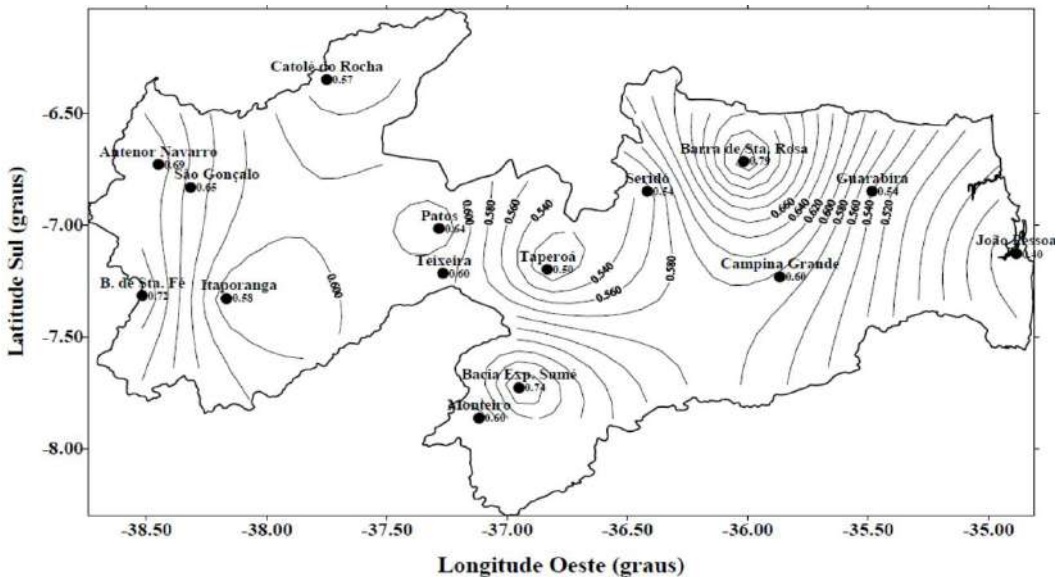 Catolé do Rocha
0.57
-6.50
Antenor Navarro
0.69
São Gonçalo
0.65
Barra de Sta. Rosa
0.79
Seridó
0.54
Guarabira
0.54
-7.00
Patos
0.64
0.600
0.580
0.560
0.540
0.660
0.640
0.620
0.600
0.580
0.560
0.540
0.520
João Pessoa
0.40
Teixeira
0.60
Taperoá
0.50
0.540
0.560
0.580
Campina Grande
0.60
B. de Sta. Fé
0.72
Itaporanga
0.58
0.600
-7.50
Bacia Exp. Sumé
0.74
Monteiro
0.60
-8.00
Latitude Sul (graus)
-38.50 -38.00 -37.50 -37.00 -36.50 -36.00 -35.50 -35.00
Longitude Oeste (graus)